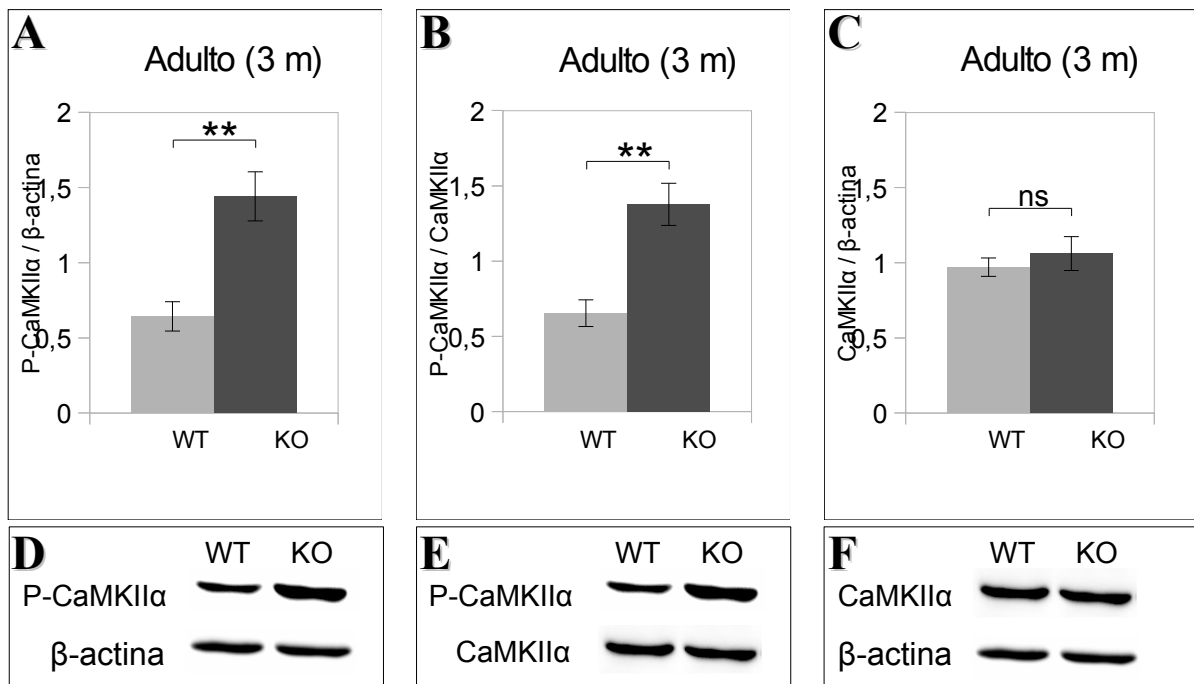 A
Adulto (3 m)
P-CaMKIIα / β-actina
2
1,5
1
0,5
0
**
WT KO
B
Adulto (3 m)
P-CaMKIIα / CaMKIIα
2
1,5
1
0,5
0
**
WT KO
C
Adulto (3 m)
CaMKIIα / β-actina
2
1,5
1
0,5
0
ns
WT KO
D
WT KO
P-CaMKIIα
β-actina
E
WT KO
P-CaMKIIα
CaMKIIα
F
WT KO
CaMKIIα
β-actina